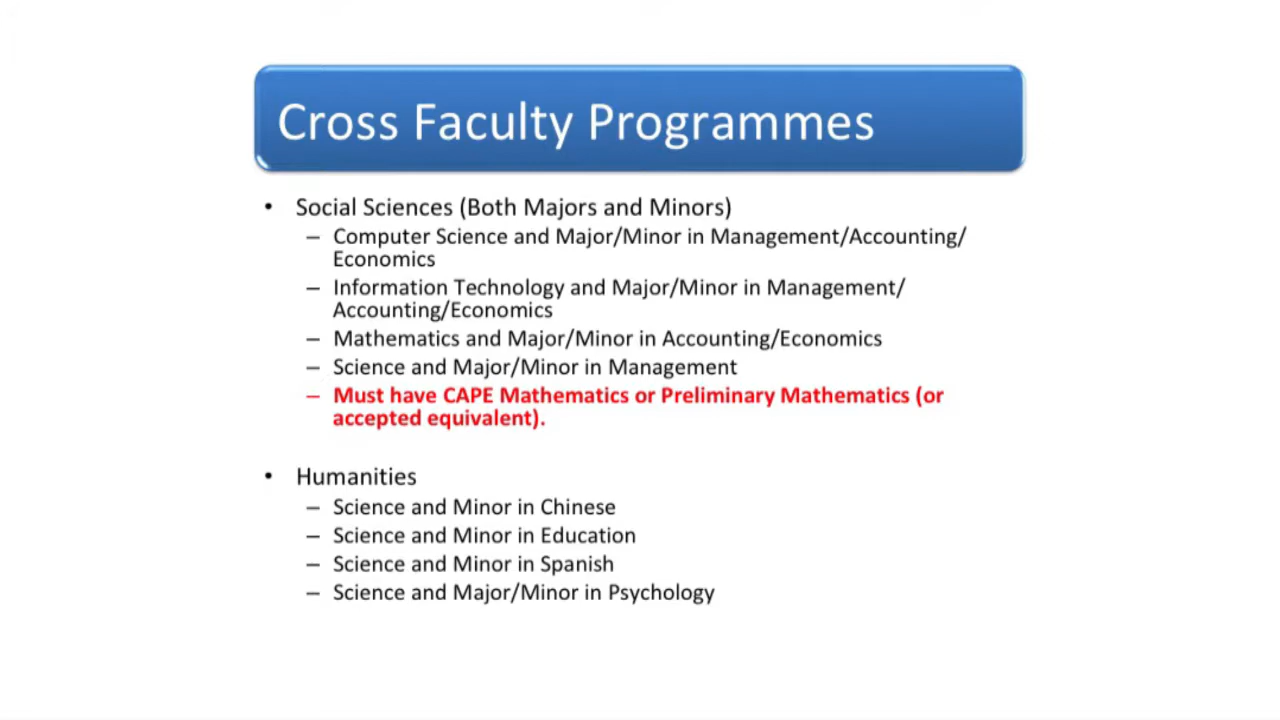 Cross Faculty Programmes
• Social Sciences (Both Majors and Minors)
– Computer Science and Major/Minor in Management/Accounting/
Economics
– Information Technology and Major/Minor in Management/
Accounting/Economics
– Mathematics and Major/Minor in Accounting/Economics
– Science and Major/Minor in Management
– Must have CAPE Mathematics or Preliminary Mathematics (or
accepted equivalent).
• Humanities
– Science and Minor in Chinese
– Science and Minor in Education
– Science and Minor in Spanish
– Science and Major/Minor in Psychology